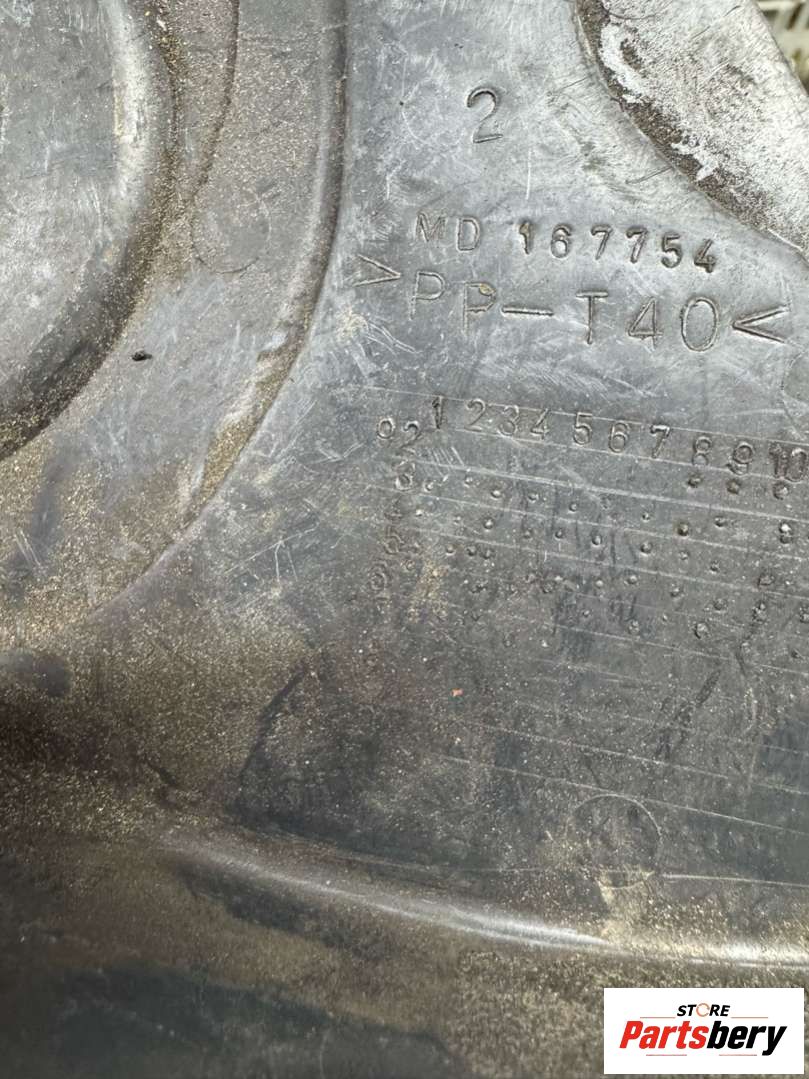 2
MD 167754
>PP-T40<
1 2 3 4 5 6 7 8 9 10
92
STORE
Partsbery